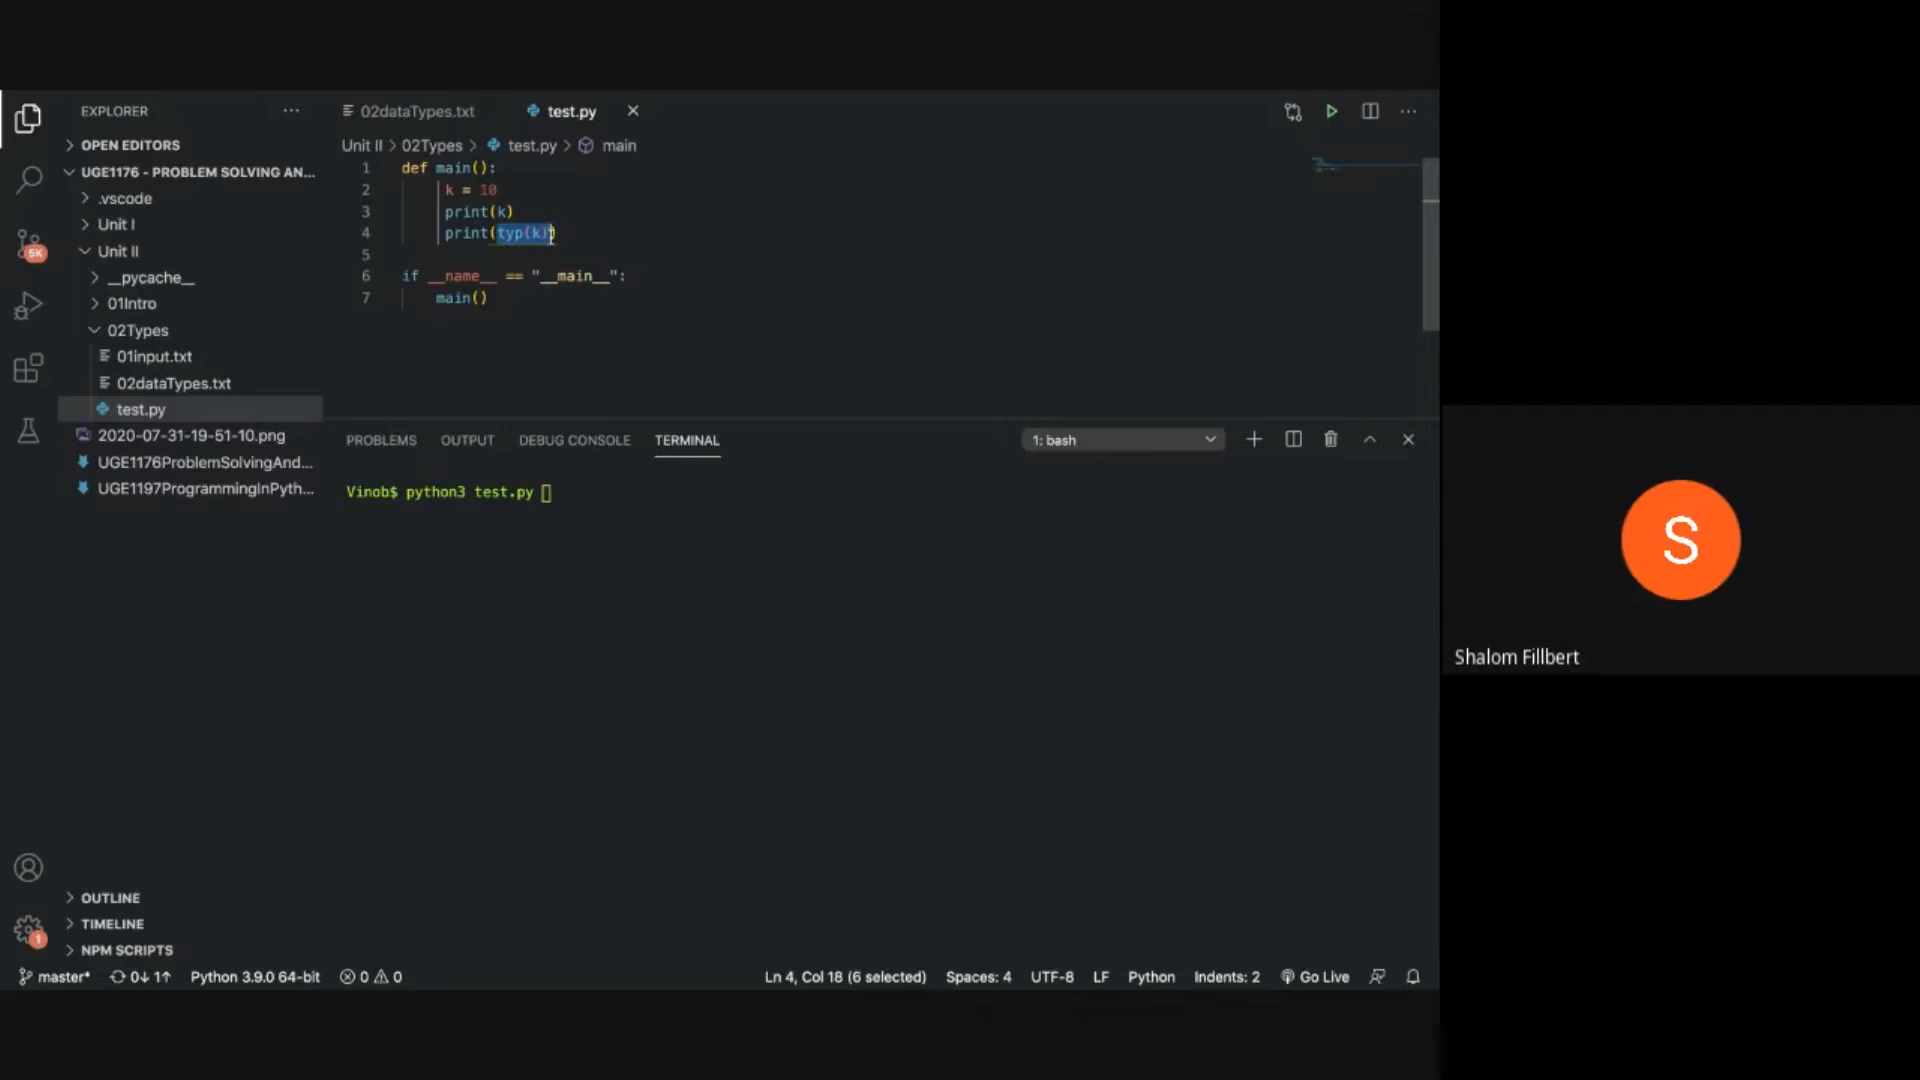 EXPLORER
···
02dataTypes.txt
test.py
OPEN EDITORS
Unit II > 02Types > test.py > main
UGE1176 - PROBLEM SOLVING AN...
.vscode
Unit I
Unit II
__pycache__
01Intro
02Types
01input.txt
02dataTypes.txt
test.py
2020-07-31-19-51-10.png
UGE1176ProblemSolvingAnd...
UGE1197ProgrammingInPyth...
5K
1 def main():
2 k = 10
3 print(k)
4 print(typ(k))
5
6 if __name__ == "__main__":
7 main()
PROBLEMS OUTPUT DEBUG CONSOLE TERMINAL
1: bash
Vinob$ python3 test.py
S
Shalom Fillbert
OUTLINE
TIMELINE
NPM SCRIPTS
1
master* 0↓ 1↑ Python 3.9.0 64-bit 0 0
Ln 4, Col 18 (6 selected) Spaces: 4 UTF-8 LF Python Indents: 2 Go Live